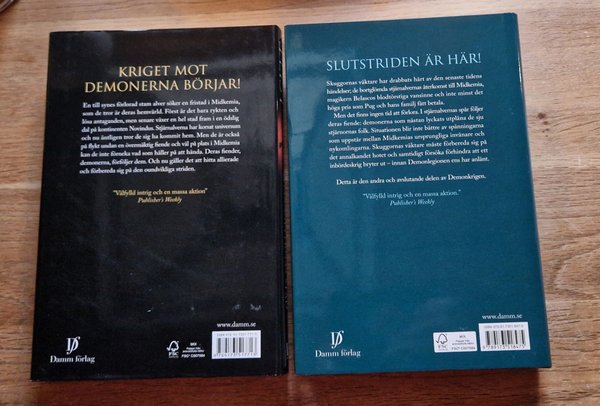 KRIGET MOT
DEMONERNA BÖRJAR!
En till synes förlorad stam alver söker en fristad i Midkemia,
som de tror är deras hemvärld. Först är det bara rykten och
lösa antaganden, men senare växer en hel stad fram i en ödslig
dal på kontinenten Novindus. Stjärnalverna har korsat universum
och nu äntligen tror de sig ha kommit hem. Men de är också
på flykt undan en övermäktig fiende och väl på plats i Midkemia
kan de inte försöka vad som håller på att hända. Deras fiender,
demonerna, förföljer dem. Och nu gäller det att hitta allierade
och förbereda sig på den oundvikliga striden.
"Välfylld intrig och en massa aktion"
Publisher's Weekly
www.damm.se
Damm förlag
FSC
MIX
SLUTSTRIDEN ÄR HÄR!
Skuggornas väktare har drabbats hårt av den senaste tidens
händelser; de bortglömda stjärnalvernas återkomst till Midkemia,
magikern Belascos blodtörstiga vansinne och inte minst det
höga pris som Pug och hans familj fått betala.
Men det finns ingen tid att förlora. I stjärnalvernas spår följer
deras fiende: demonerna som nästan lyckats utplåna de sju
stjärnornas folk. Situationen blir inte bättre av spänningarna
som uppstår mellan Midkemias ursprungliga invånare och
nykomlingarna. Skuggornas väktare måste förbereda sig på
det annalkande hotet och samtidigt försöka förhindra att ett
inbördeskrig bryter ut – innan Demonlegionen ens har anlänt.
Detta är den andra och avslutande delen av Demonkrigen.
"Välfylld intrig och en massa aktion"
Publisher's Weekly
www.damm.se
Damm förlag
FSC
MIX
9789173518475